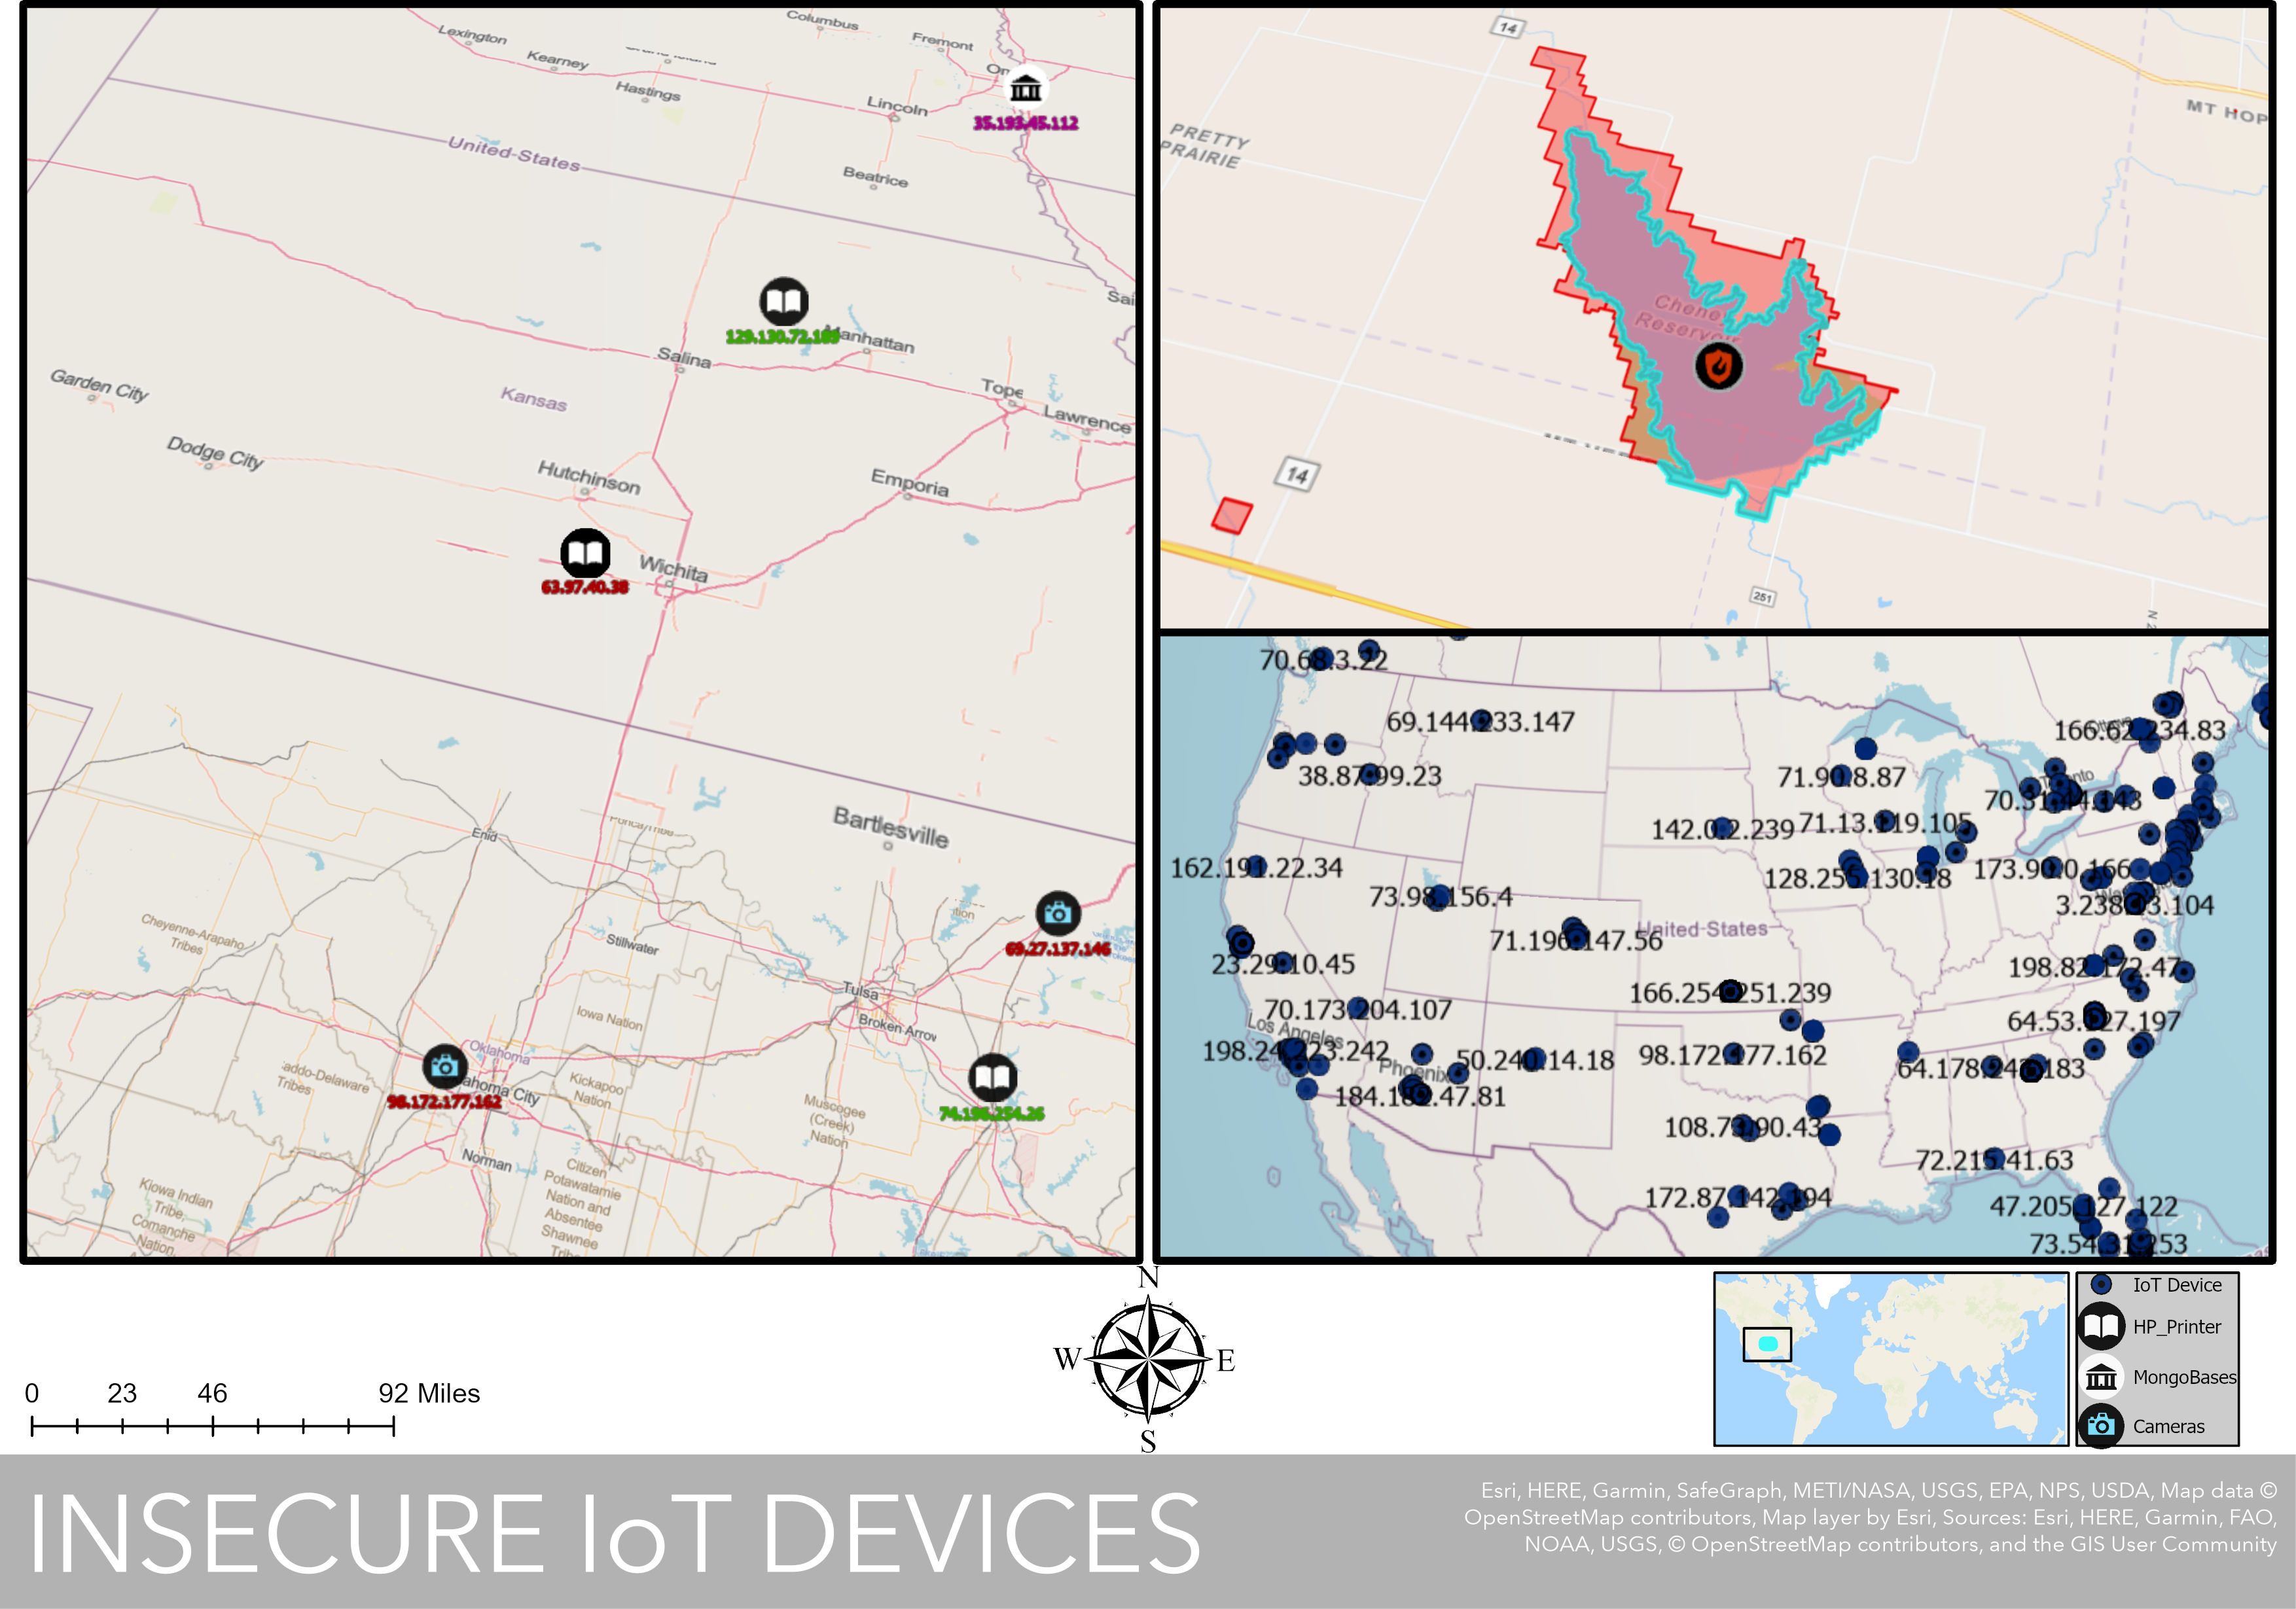 Columbus
Lexington
Fremont
Kearney
Hastings
Lincoln
35.193.45.112
United States
Beatrice
129.130.72.189
Manhattan
Salina
Garden City
Kansas
Tope
Lawrence
Dodge City
Hutchinson
Emporia
Wichita
63.97.40.38
Bartlesville
Enid
69.27.137.146
Cheyenne-Arapaho
Tribes
Stillwater
Tulsa
Iowa Nation
Broken Arrow
Oklahoma
addo-Delaware
Tribes
ahoma City
98.172.177.162
Kickapoo
Nation
74.196.254.26
Muscogee
(Creek)
Nation
Norman
Citizen
Potawatamie
Nation and
Absentee
Shawnee
Kiowa Indian
Tribe,
Comanche
Nation,
14
PRETTY
PRAIRIE
MT HOP
Cheney
Reservoir
14
251
N 2
70.68.3.22
69.144.233.147
166.62.234.83
38.87.99.23
71.90.8.87
70.31.44.143
142.0.2.239
71.13.119.105
162.191.22.34
128.255.130.18
173.90.0.166
73.98.156.4
3.238.83.104
71.196.147.56
United States
23.29.10.45
198.82.172.47
166.254.251.239
70.173.204.107
Los Angeles
64.53.227.197
198.24.223.242
Phoenix
50.240.14.18
98.172.177.162
64.178.243.183
184.182.47.81
108.73.90.43
72.215.41.63
172.87.142.194
47.205.127.122
73.54.31.253
N
W
E
S
0 23 46 92 Miles
IoT Device
HP_Printer
MongoBases
Cameras
INSECURE IoT DEVICES
Esri, HERE, Garmin, SafeGraph, METI/NASA, USGS, EPA, NPS, USDA, Map data ©
OpenStreetMap contributors, Map layer by Esri, Sources: Esri, HERE, Garmin, FAO,
NOAA, USGS, © OpenStreetMap contributors, and the GIS User Community